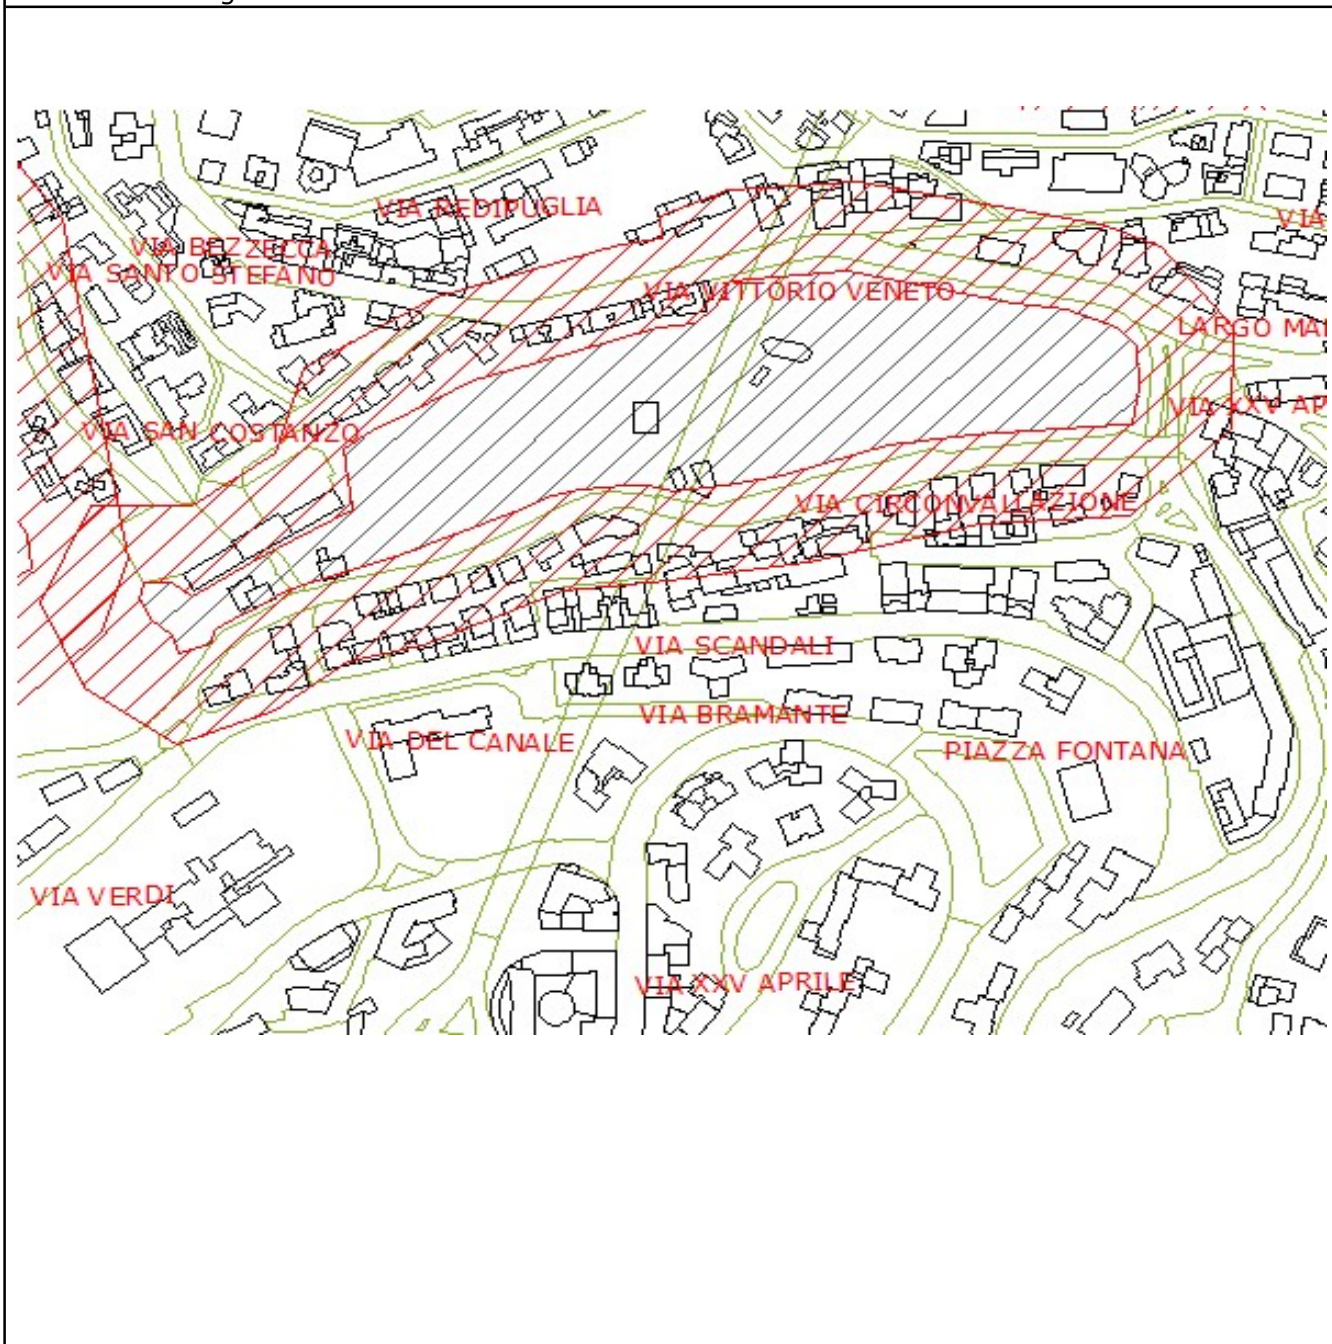 VIA REDIPUGLIA
VIA
VIA BEZZECCA
VIA SANTO STEFANO
VIA VITTORIO VENETO
LARGO MA
VIA XXV AP
VIA SAN COSTANZO
VIA CIRCONVALLAZIONE
VIA SCANDALI
VIA BRAMANTE
VIA DEL CANALE
PIAZZA FONTANA
VIA VERDI
VIA XXV APRILE